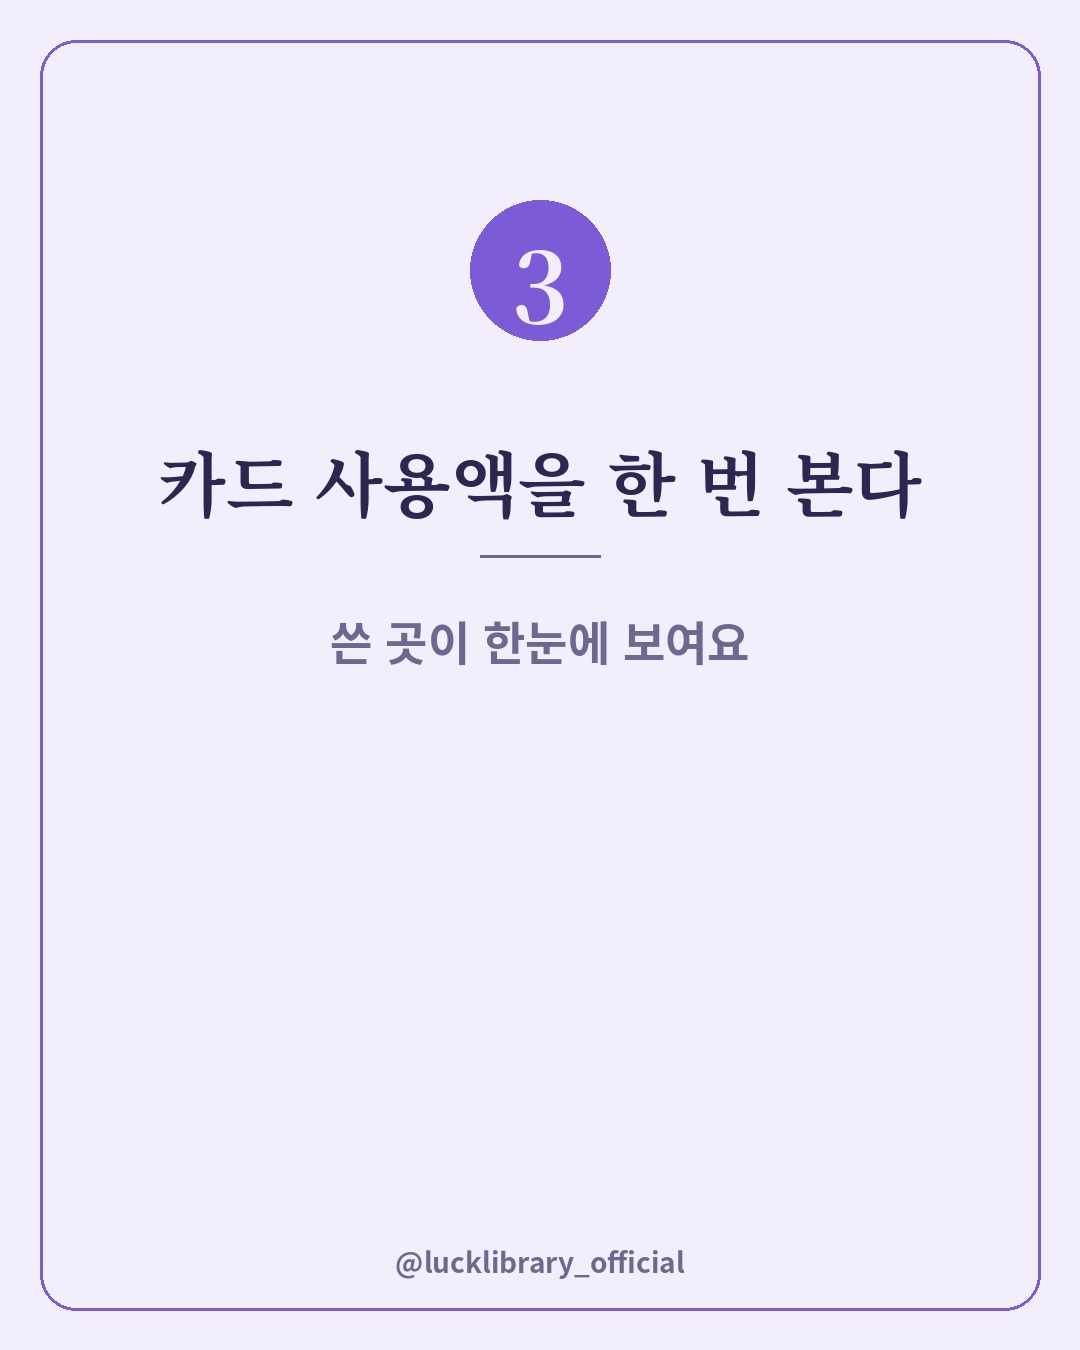 3
카드 사용액을 한 번 본다
쓴 곳이 한눈에 보여요
@lucklibrary_official